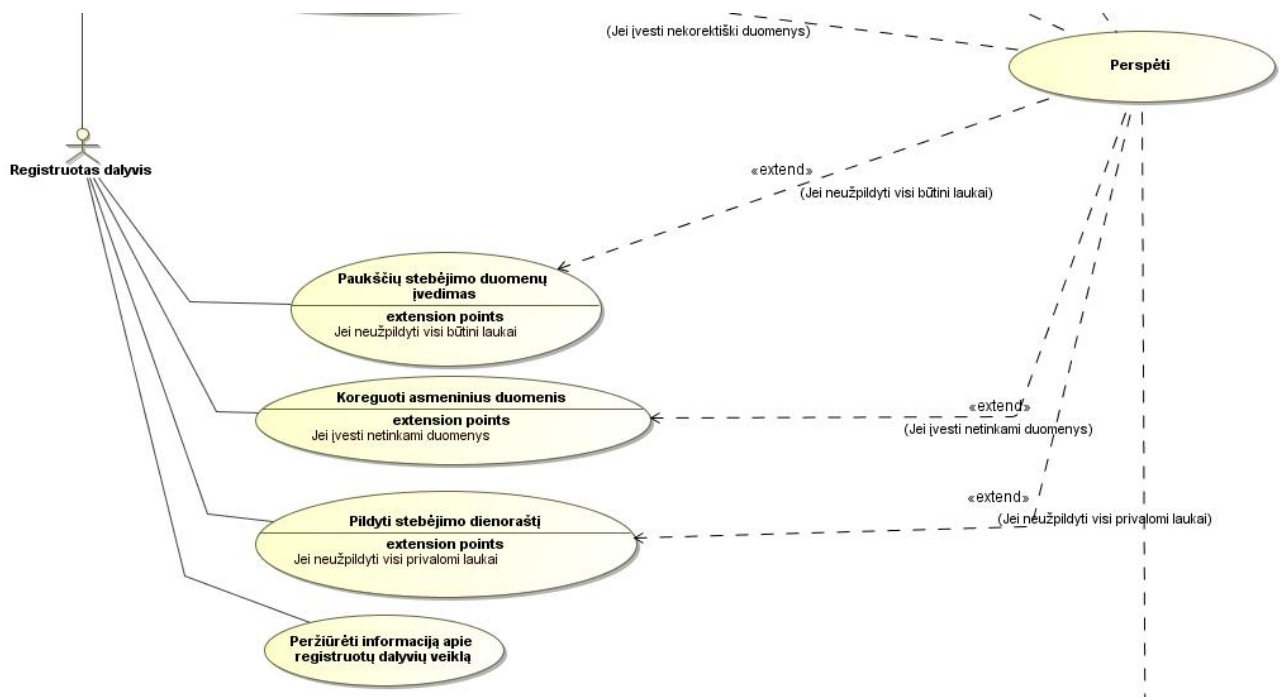 (Jei įvesti nekorektiški duomenys)
Perspėti
Registruotas dalyvis
«extend»
(Jei neužpildyti visi būtini laukai)
Paukščių stebėjimo duomenų
įvedimas
extension points
Jei neužpildyti visi būtini laukai
Koreguoti asmeninius duomenis
extension points
Jei įvesti netinkami duomenys
«extend»
(Jei įvesti netinkami duomenys)
Pildyti stebėjimo dienoraštį
extension points
Jei neužpildyti visi privalomi laukai
«extend»
(Jei neužpildyti visi privalomi laukai)
Peržiūrėti informaciją apie
registruotų dalyvių veiklą